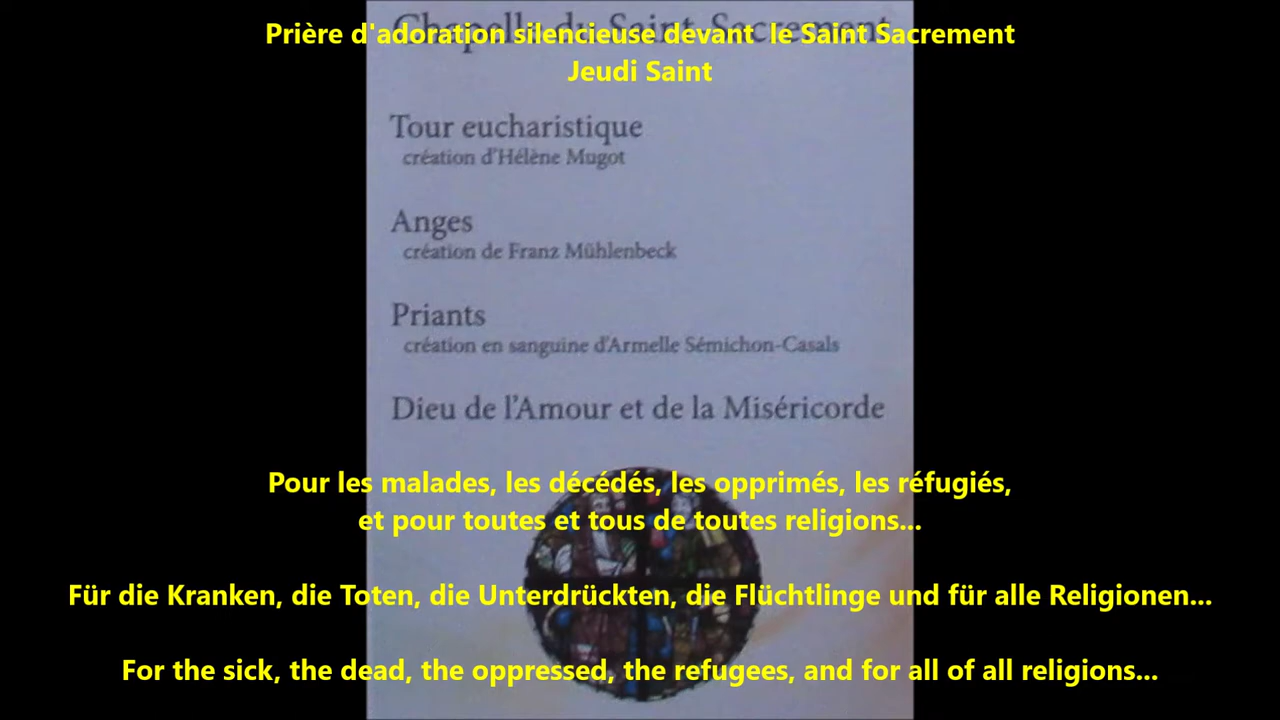 Chapelle du Saint Sacrement
Prière d'adoration silencieuse devant le Saint Sacrement
Jeudi Saint
Tour eucharistique
création d'Hélène Mugot
Anges
création de Franz Mühlenbeck
Priants
création en sanguine d'Armelle Sémichon-Casals
Dieu de l'Amour et de la Miséricorde
Pour les malades, les décédés, les opprimés, les réfugiés,
et pour toutes et tous de toutes religions...
Für die Kranken, die Toten, die Unterdrückten, die Flüchtlinge und für alle Religionen...
For the sick, the dead, the oppressed, the refugees, and for all of all religions...